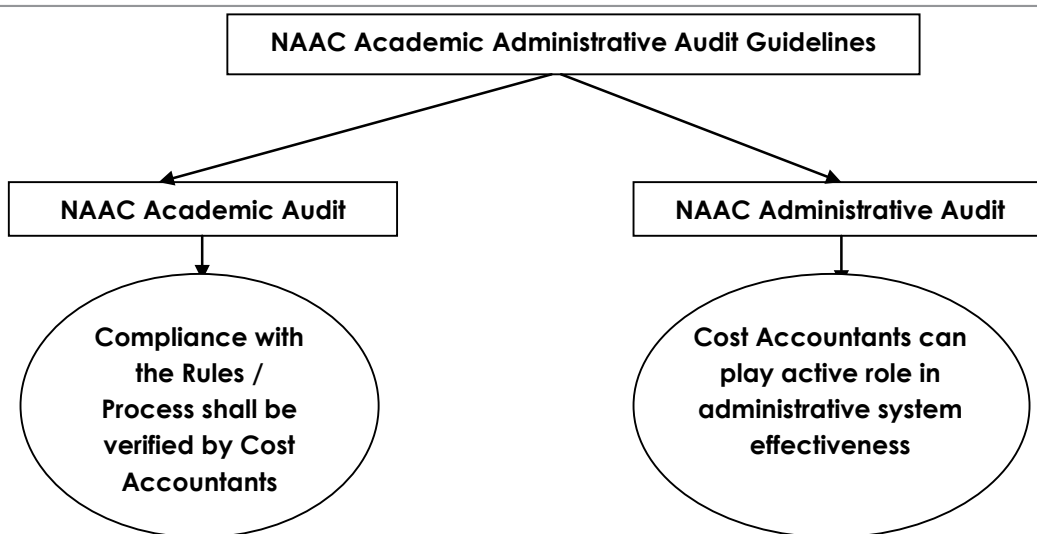 NAAC Academic Administrative Audit Guidelines
NAAC Academic Audit
NAAC Administrative Audit
Compliance with
the Rules /
Process shall be
verified by Cost
Accountants
Cost Accountants can
play active role in
administrative system
effectiveness